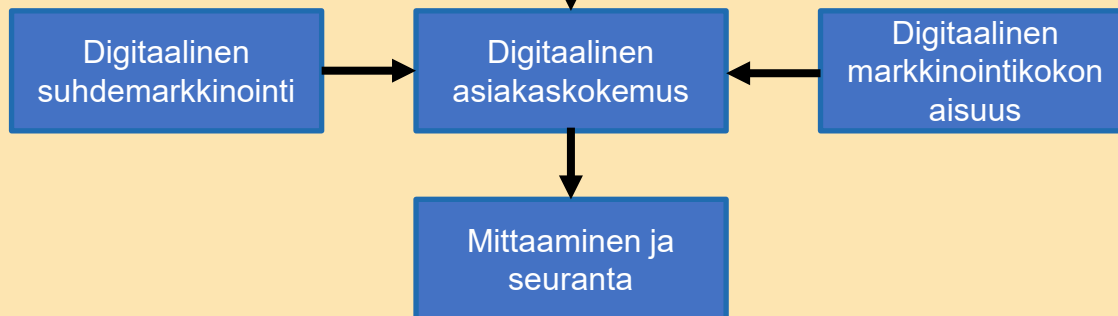 Digitaalinen
suhdemarkkinointi
Digitaalinen
asiakaskokemus
Digitaalinen
markkinointikokon
aisuus
Mittaaminen ja
seuranta